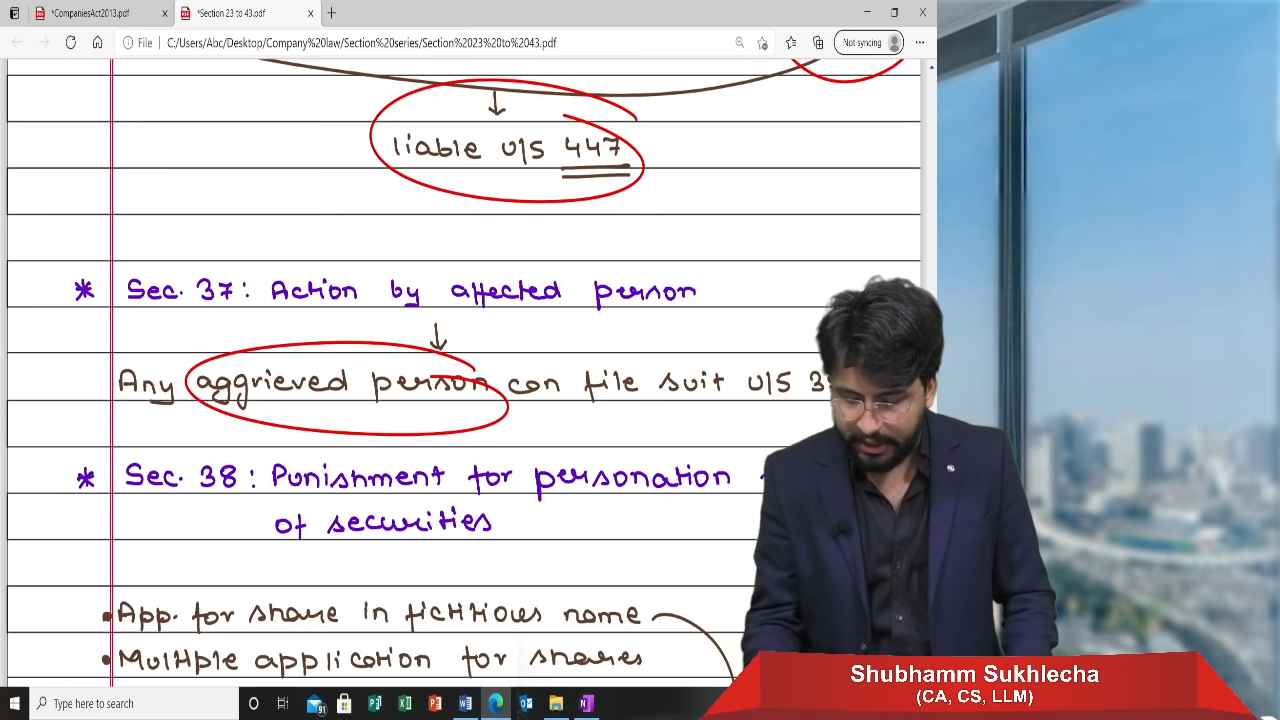 *CompaniesAct2013.pdf
*Section 23 to 43.pdf
File
C:/Users/Abc/Desktop/Company%20law/Section%20series/Section%2023%20to%2043.pdf
Not syncing
liable U/S 447
* Sec. 37: Action by affected person
Any aggrieved person can file suit U/S
* Sec. 38: Punishment for personation
of securities
• App. for share in fictitious name
• Multiple application for shares
Shubhamm Sukhlecha
(CA, CS, LLM)
Type here to search
91